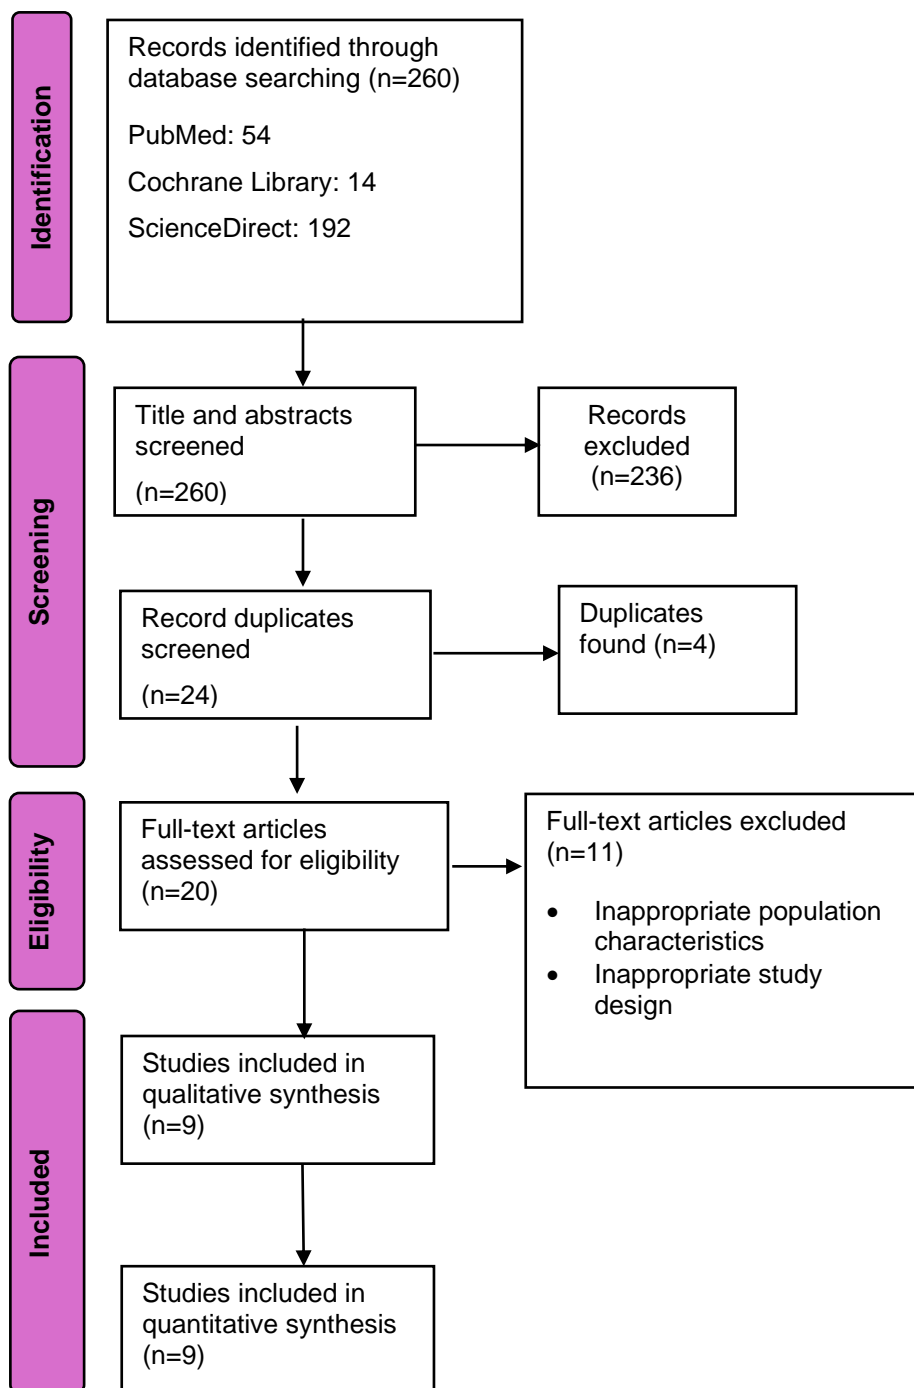 Identification
Records identified through
database searching (n=260)
PubMed: 54
Cochrane Library: 14
ScienceDirect: 192
Screening
Title and abstracts
screened
(n=260)
Records
excluded
(n=236)
Record duplicates
screened
(n=24)
Duplicates
found (n=4)
Eligibility
Full-text articles
assessed for eligibility
(n=20)
Full-text articles excluded
(n=11)
• Inappropriate population
characteristics
• Inappropriate study
design
Included
Studies included in
qualitative synthesis
(n=9)
Studies included in
quantitative synthesis
(n=9)